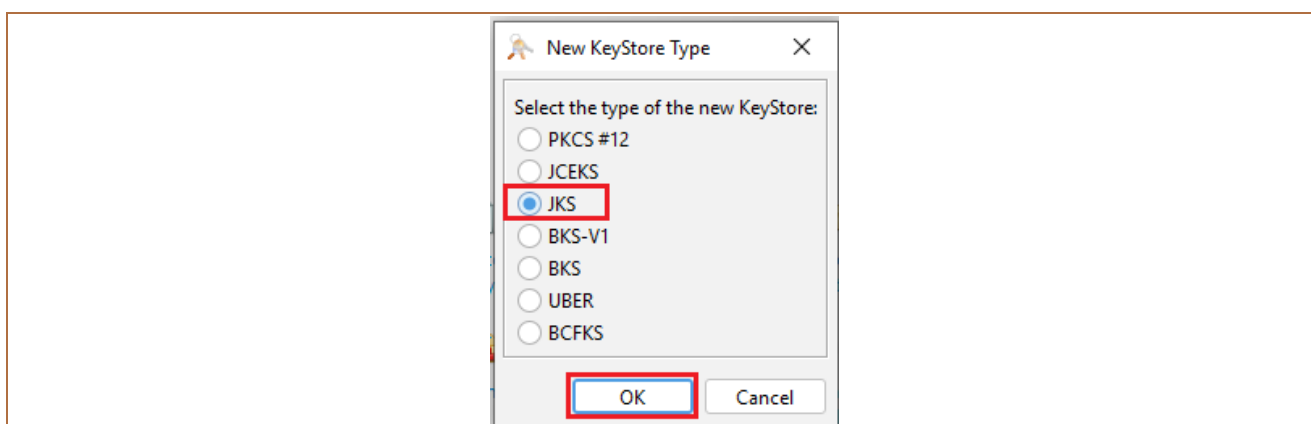 New KeyStore Type
Select the type of the new KeyStore:
PKCS #12
JCEKS
JKS
BKS-V1
BKS
UBER
BCFKS
OK Cancel